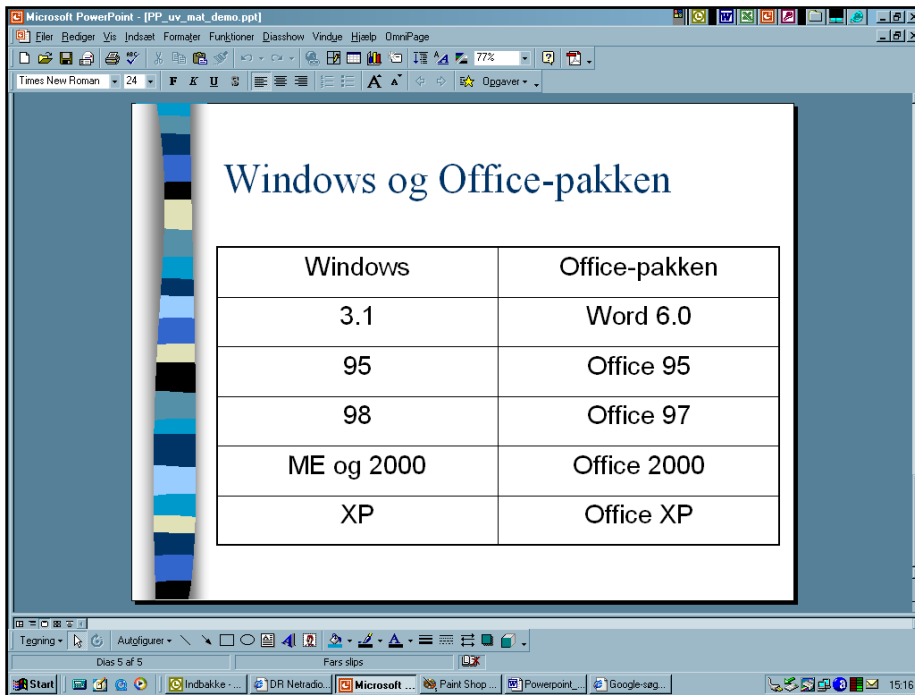 Microsoft PowerPoint - [PP_uv_mat_demo.ppt]
Filer Rediger Vis Indsæt Formater Funktioner Diasshow Vindue Hjælp OmniPage
77%
Times New Roman 24 F K U S A A Opgaver
Windows og Office-pakken
Windows Office-pakken
3.1 Word 6.0
95 Office 95
98 Office 97
ME og 2000 Office 2000
XP Office XP
Tegning Autofigurer
Dias 5 af 5 Fars slips
Start Indbakke - ... DR Netradio... Microsoft ... Paint Shop ... Powerpoint_... Google-søg... 15:16